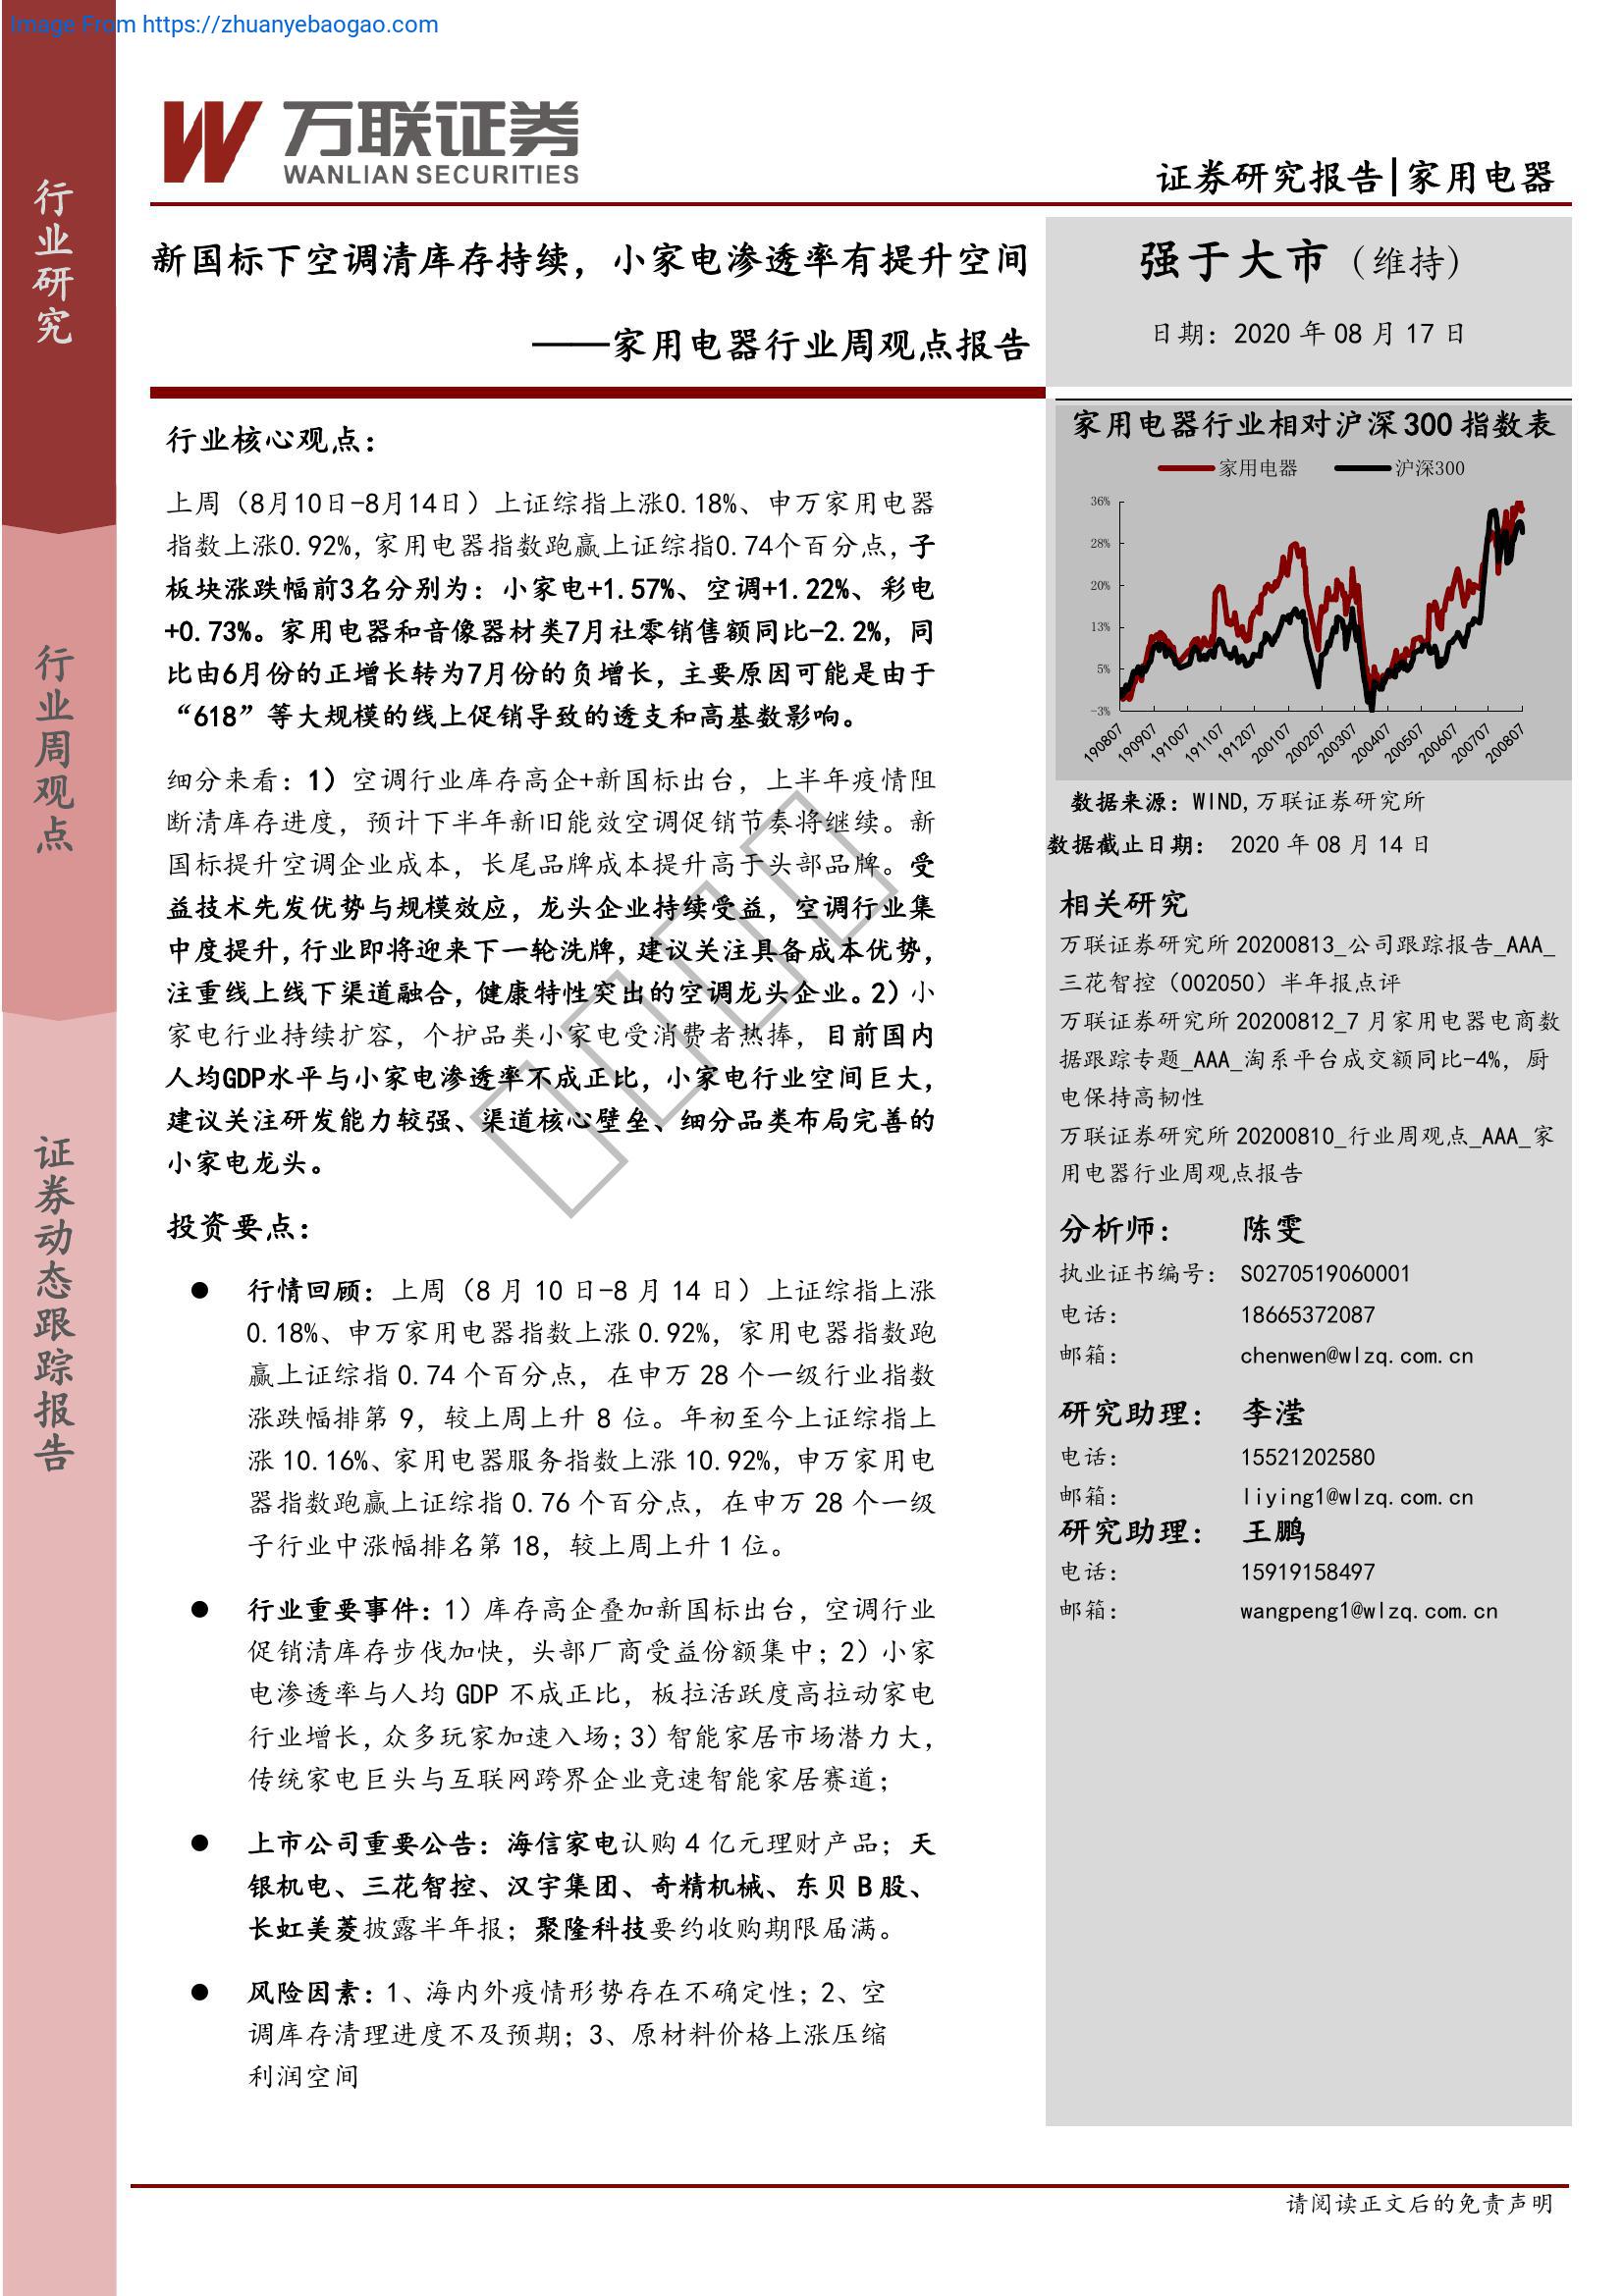 Image From https://zhuanyebaogao.com
万联证券
WANLIAN SECURITIES
证券研究报告|家用电器
行业研究
行业周观点
证券动态跟踪报告
新国标下空调清库存持续，小家电渗透率有提升空间
——家用电器行业周观点报告
强于大市（维持）
日期：2020 年 08 月 17 日
行业核心观点：
上周（8月10日-8月14日）上证综指上涨0.18%、申万家用电器
指数上涨0.92%，家用电器指数跑赢上证综指0.74个百分点，子
板块涨跌幅前3名分别为：小家电+1.57%、空调+1.22%、彩电
+0.73%。家用电器和音像器材类7月社零销售额同比-2.2%，同
比由6月份的正增长转为7月份的负增长，主要原因可能是由于
“618”等大规模的线上促销导致的透支和高基数影响。
细分来看：1）空调行业库存高企+新国标出台，上半年疫情阻
断清库存进度，预计下半年新旧能效空调促销节奏将继续。新
国标提升空调企业成本，长尾品牌成本提升高于头部品牌。受
益技术先发优势与规模效应，龙头企业持续受益，空调行业集
中度提升，行业即将迎来下一轮洗牌，建议关注具备成本优势，
注重线上线下渠道融合，健康特性突出的空调龙头企业。2）小
家电行业持续扩容，个护品类小家电受消费者热捧，目前国内
人均GDP水平与小家电渗透率不成正比，小家电行业空间巨大，
建议关注研发能力较强、渠道核心壁垒、细分品类布局完善的
小家电龙头。
投资要点：
● 行情回顾：上周（8 月 10 日-8 月 14 日）上证综指上涨
0.18%、申万家用电器指数上涨 0.92%，家用电器指数跑
赢上证综指 0.74 个百分点，在申万 28 个一级行业指数
涨跌幅排第 9，较上周上升 8 位。年初至今上证综指上
涨 10.16%、家用电器服务指数上涨 10.92%，申万家用电
器指数跑赢上证综指 0.76 个百分点，在申万 28 个一级
子行业中涨幅排名第 18，较上周上升 1 位。
● 行业重要事件：1）库存高企叠加新国标出台，空调行业
促销清库存步伐加快，头部厂商受益份额集中；2）小家
电渗透率与人均 GDP 不成正比，板拉活跃度高拉动家电
行业增长，众多玩家加速入场；3）智能家居市场潜力大，
传统家电巨头与互联网跨界企业竞速智能家居赛道；
● 上市公司重要公告：海信家电认购 4 亿元理财产品；天
银机电、三花智控、汉宇集团、奇精机械、东贝 B 股、
长虹美菱披露半年报；聚隆科技要约收购期限届满。
● 风险因素：1、海内外疫情形势存在不确定性；2、空
调库存清理进度不及预期；3、原材料价格上涨压缩
利润空间
家用电器行业相对沪深 300 指数表
家用电器 沪深300
36%
28%
20%
13%
5%
-3%
190807 190907 191007 191107 191207 200107 200207 200307 200407 200507 200607 200707 200807
数据来源：WIND，万联证券研究所
数据截止日期： 2020 年 08 月 14 日
相关研究
万联证券研究所 20200813_公司跟踪报告_AAA_
三花智控（002050）半年报点评
万联证券研究所 20200812_7 月家用电器电商数
据跟踪专题_AAA_淘系平台成交额同比-4%，厨
电保持高韧性
万联证券研究所 20200810_行业周观点_AAA_家
用电器行业周观点报告
分析师： 陈雯
执业证书编号： S0270519060001
电话： 18665372087
邮箱： chenwen@wlzq.com.cn
研究助理： 李滢
电话： 15521202580
邮箱： liying1@wlzq.com.cn
研究助理： 王鹏
电话： 15919158497
邮箱： wangpeng1@wlzq.com.cn
请阅读正文后的免责声明